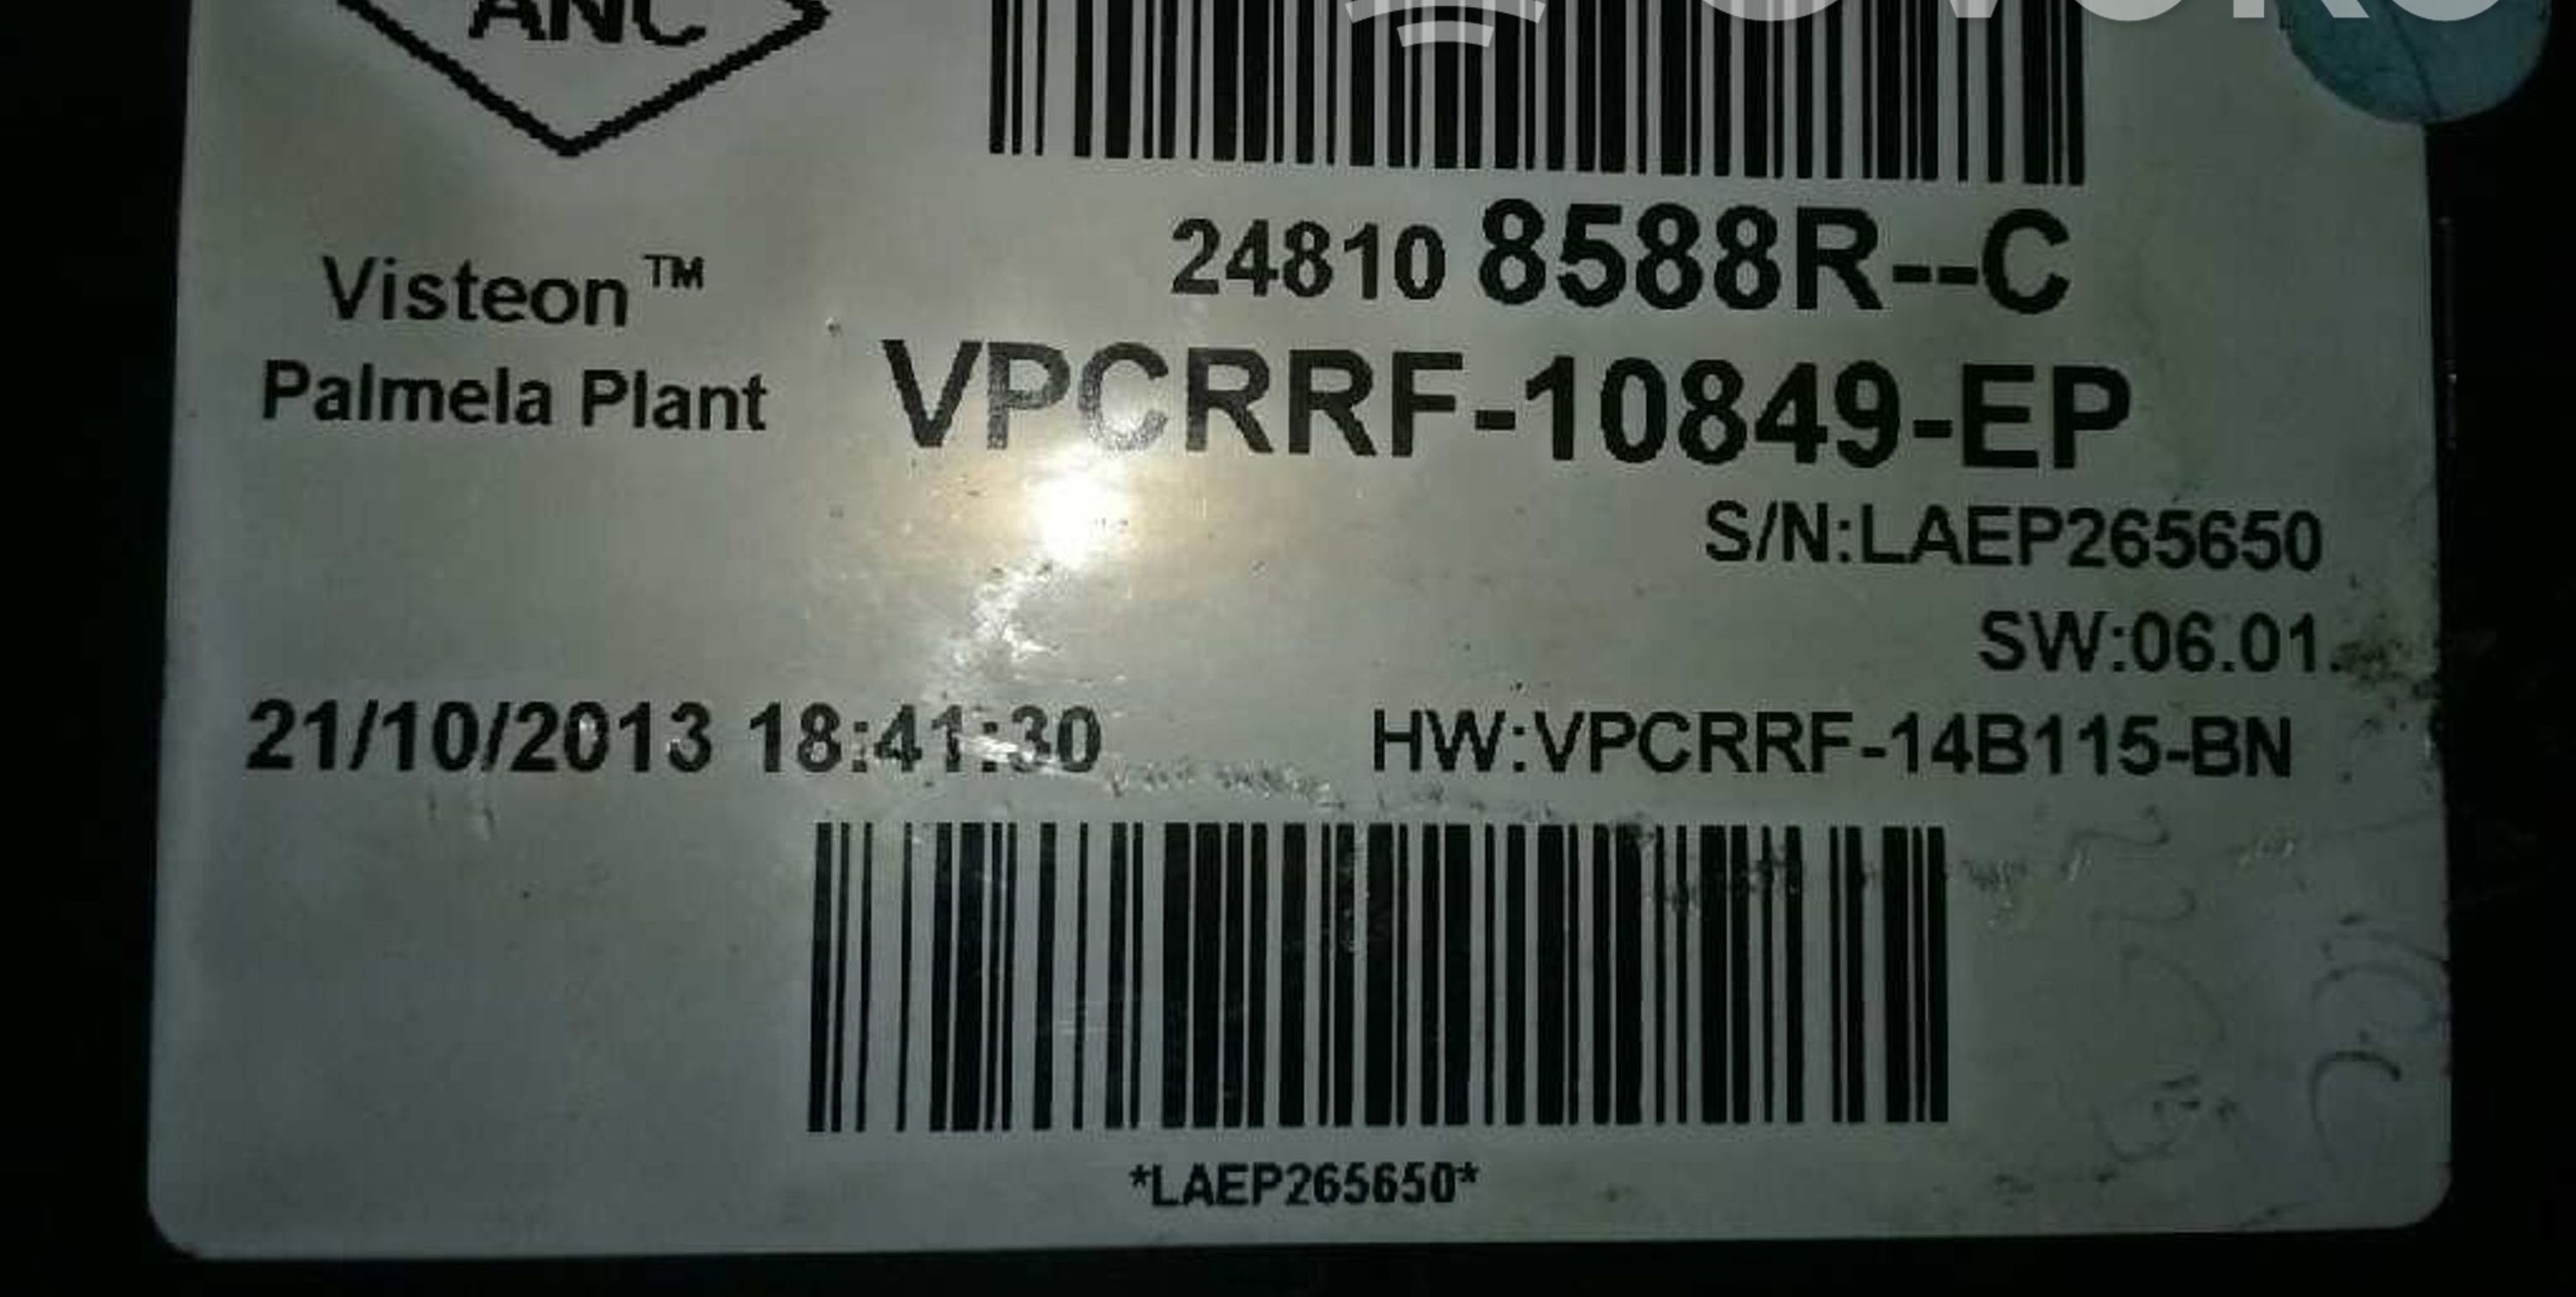 ANC
24810 8588R--C
Visteon™
Palmela Plant
VPCRRF-10849-EP
S/N:LAEP265650
SW:06.01.
21/10/2013 18:41:30
HW:VPCRRF-14B115-BN
*LAEP265650*